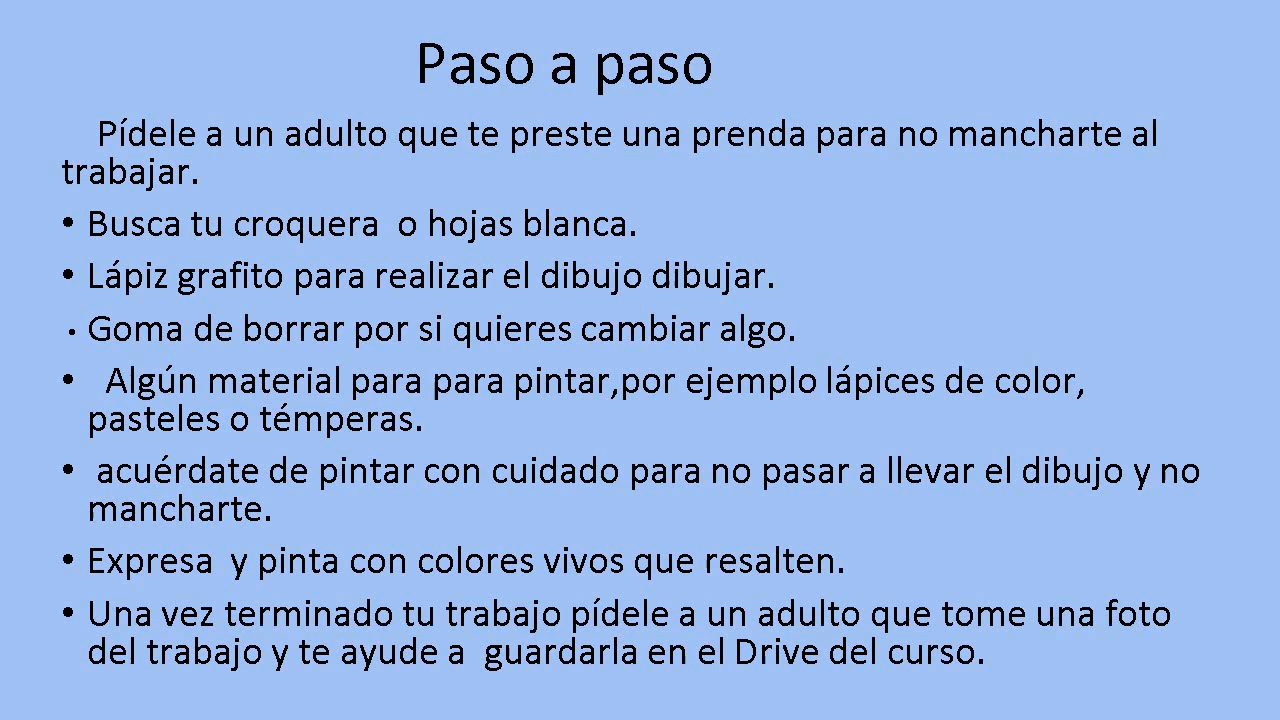 Paso a paso
Pídele a un adulto que te preste una prenda para no mancharte al
trabajar.
• Busca tu croquera  o hojas blanca.
• Lápiz grafito para realizar el dibujo dibujar.
• Goma de borrar por si quieres cambiar algo.
•  Algún material para para pintar,por ejemplo lápices de color,
pasteles o témperas.
•  acuérdate de pintar con cuidado para no pasar a llevar el dibujo y no
mancharte.
• Expresa  y pinta con colores vivos que resalten.
• Una vez terminado tu trabajo pídele a un adulto que tome una foto
del trabajo y te ayude a  guardarla en el Drive del curso.